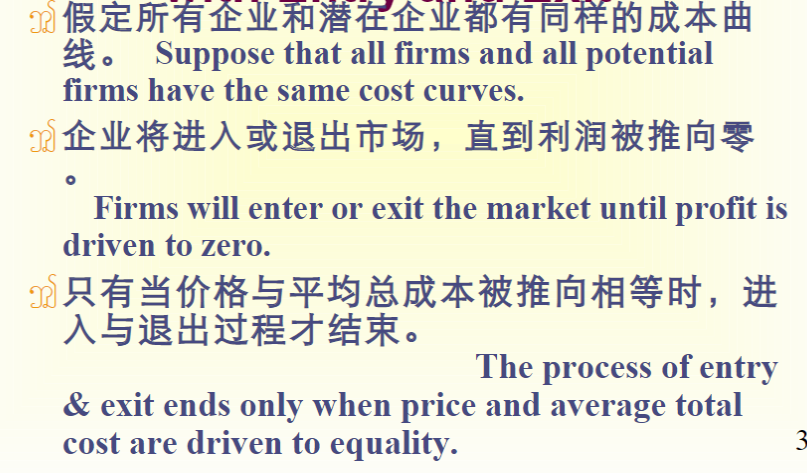 假定所有企业和潜在企业都有同样的成本曲
线。 Suppose that all firms and all potential
firms have the same cost curves.
企业将进入或退出市场，直到利润被推向零
。
Firms will enter or exit the market until profit is
driven to zero.
只有当价格与平均总成本被推向相等时，进
入与退出过程才结束。
The process of entry
& exit ends only when price and average total
cost are driven to equality.
3